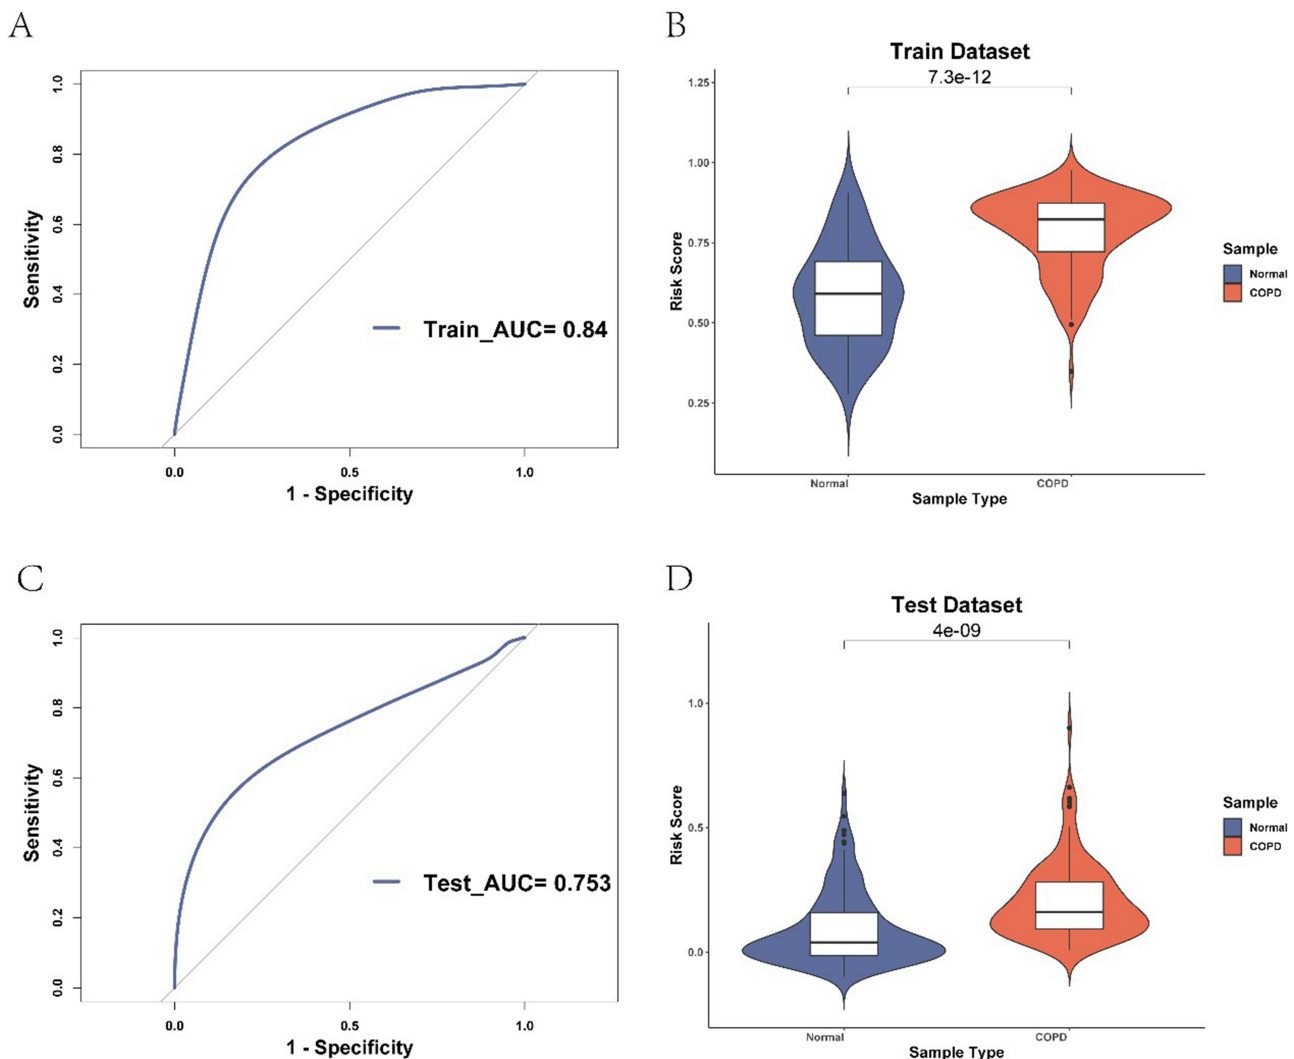 A
1.0
0.8
0.6
0.4
0.2
0.0
Sensitivity
Train_AUC= 0.84
0.0 0.5 1.0
1 - Specificity
B
Train Dataset
7.3e-12
1.25
1.00
0.75
0.50
0.25
Risk Score
Normal COPD
Sample Type
Sample
Normal
COPD
C
1.0
0.8
0.6
0.4
0.2
0.0
Sensitivity
Test_AUC= 0.753
0.0 0.5 1.0
1 - Specificity
D
Test Dataset
4e-09
1.0
0.5
0.0
Risk Score
Normal COPD
Sample Type
Sample
Normal
COPD